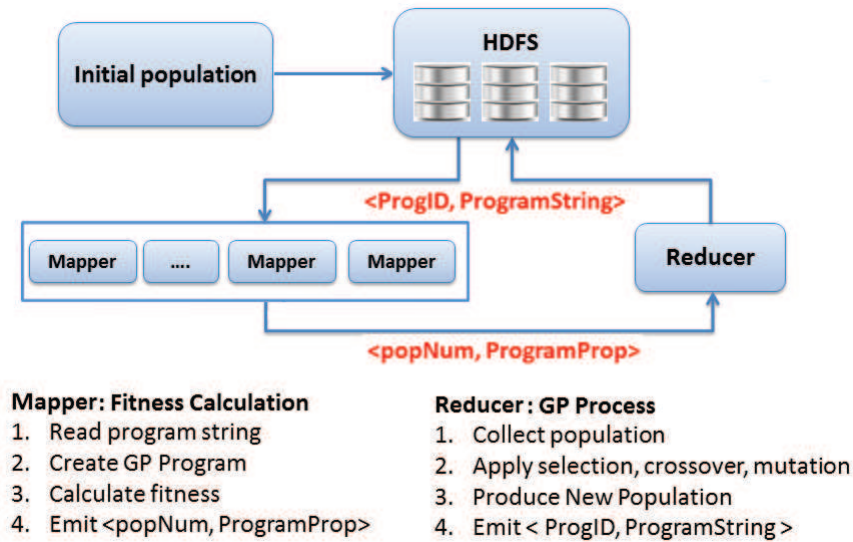 Initial population
HDFS
<ProgID, ProgramString>
Mapper
....
Mapper
Mapper
Reducer
<popNum, ProgramProp>
Mapper: Fitness Calculation
1. Read program string
2. Create GP Program
3. Calculate fitness
4. Emit <popNum, ProgramProp>
Reducer: GP Process
1. Collect population
2. Apply selection, crossover, mutation
3. Produce New Population
4. Emit < ProgID, ProgramString >